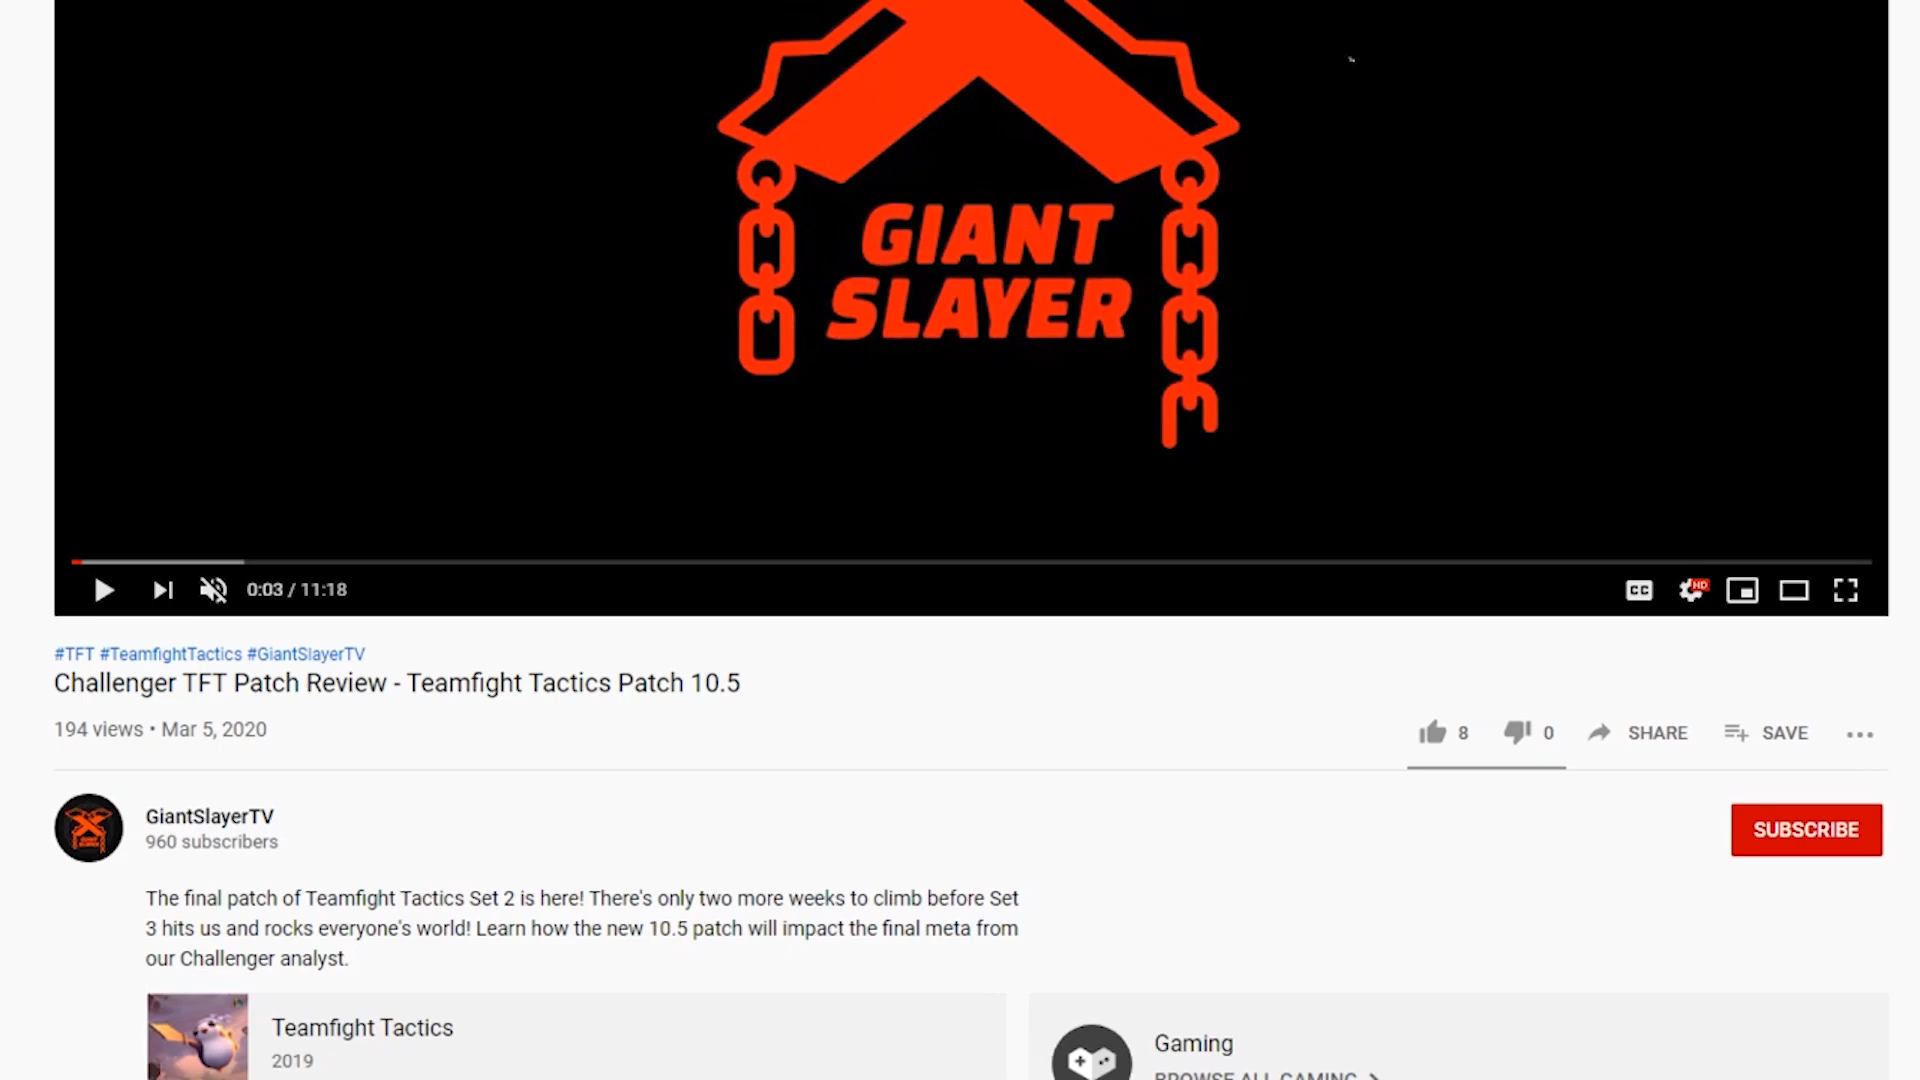 GIANT
SLAYER
0:03 / 11:18
CC
HD
#TFT #TeamfightTactics #GiantSlayerTV
Challenger TFT Patch Review - Teamfight Tactics Patch 10.5
194 views • Mar 5, 2020
8
0
SHARE
SAVE
GIANT
SLAYER
GiantSlayerTV
960 subscribers
SUBSCRIBE
The final patch of Teamfight Tactics Set 2 is here! There's only two more weeks to climb before Set
3 hits us and rocks everyone's world! Learn how the new 10.5 patch will impact the final meta from
our Challenger analyst.
Teamfight Tactics
2019
Gaming
BROWSE ALL GAMING